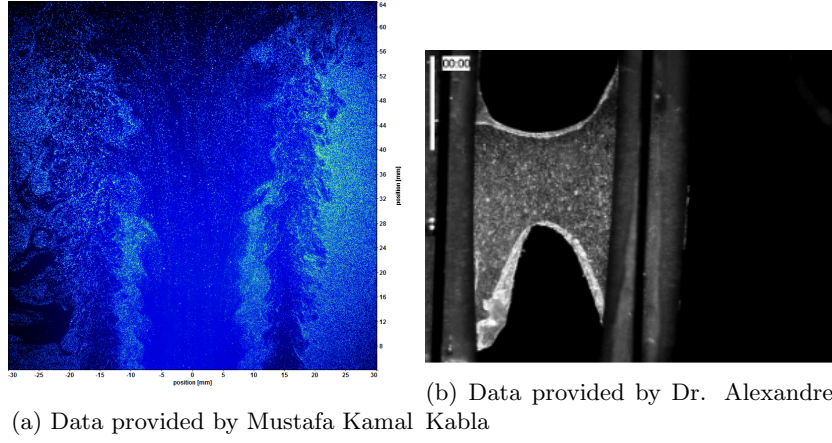 64
60
56
52
48
44
40
36
32
28
24
20
16
12
8
position [mm]
-30 -25 -20 -15 -10 -5 0 5 10 15 20 25 30
position [mm]
00:00
(a) Data provided by Mustafa Kamal
(b) Data provided by Dr. Alexandre
Kabla